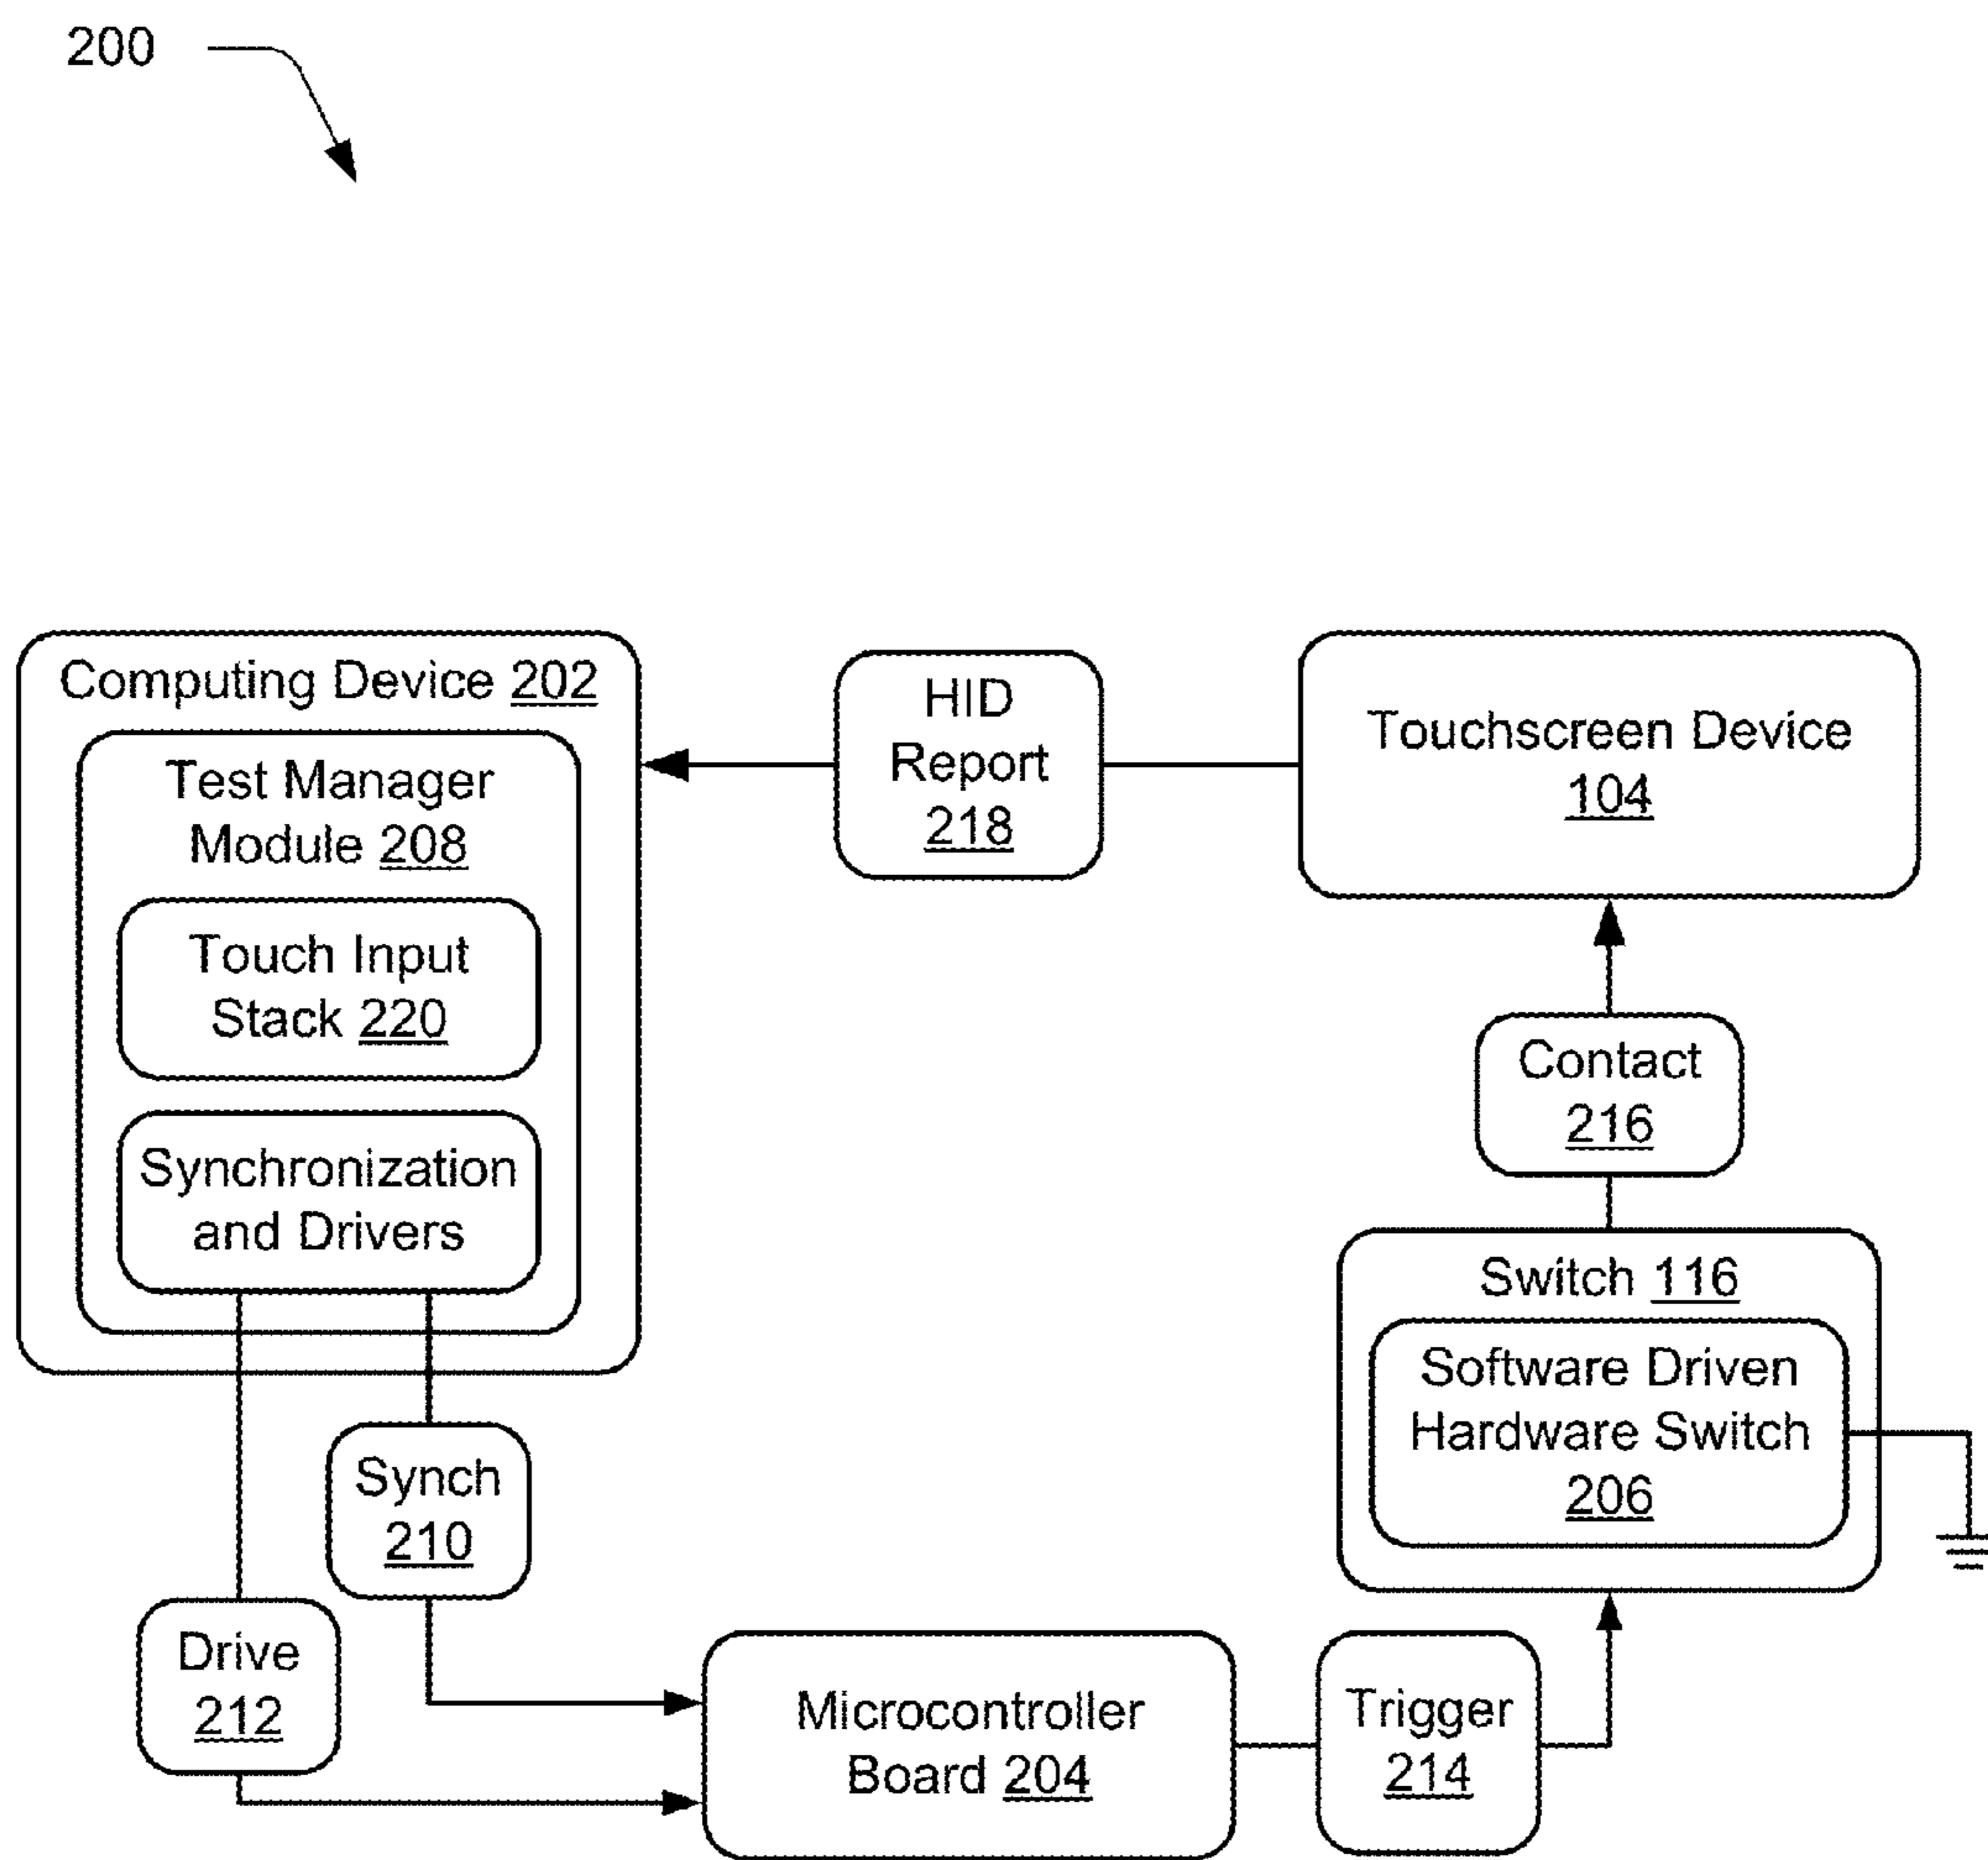 200
Computing Device 202
Test Manager
Module 208
Touch Input
Stack 220
Synchronization
and Drivers
HID
Report
218
Touchscreen Device
104
Contact
216
Switch 116
Software Driven
Hardware Switch
206
Synch
210
Drive
212
Microcontroller
Board 204
Trigger
214